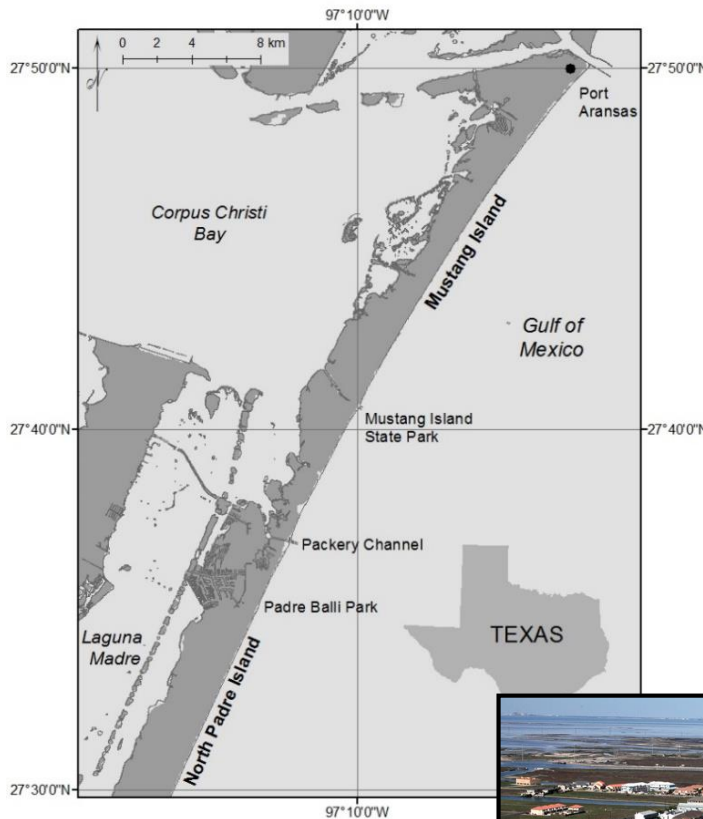 97°10'0"W
0 2 4 8 km
N
27°50'0"N
27°50'0"N
Port
Aransas
Corpus Christi
Bay
Mustang Island
Gulf of
Mexico
27°40'0"N
27°40'0"N
Mustang Island
State Park
Packery Channel
Padre Balli Park
TEXAS
Laguna
Madre
North Padre Island
27°30'0"N
97°10'0"W